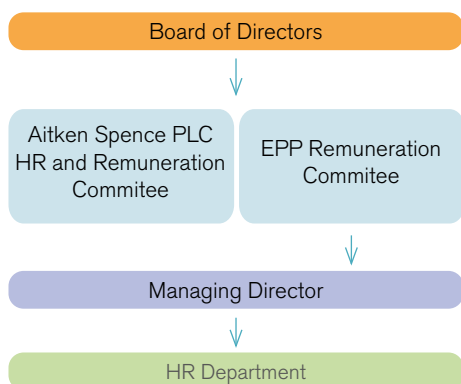 Board of Directors
Aitken Spence PLC
HR and Remuneration
Commitee
EPP Remuneration
Commitee
Managing Director
HR Department